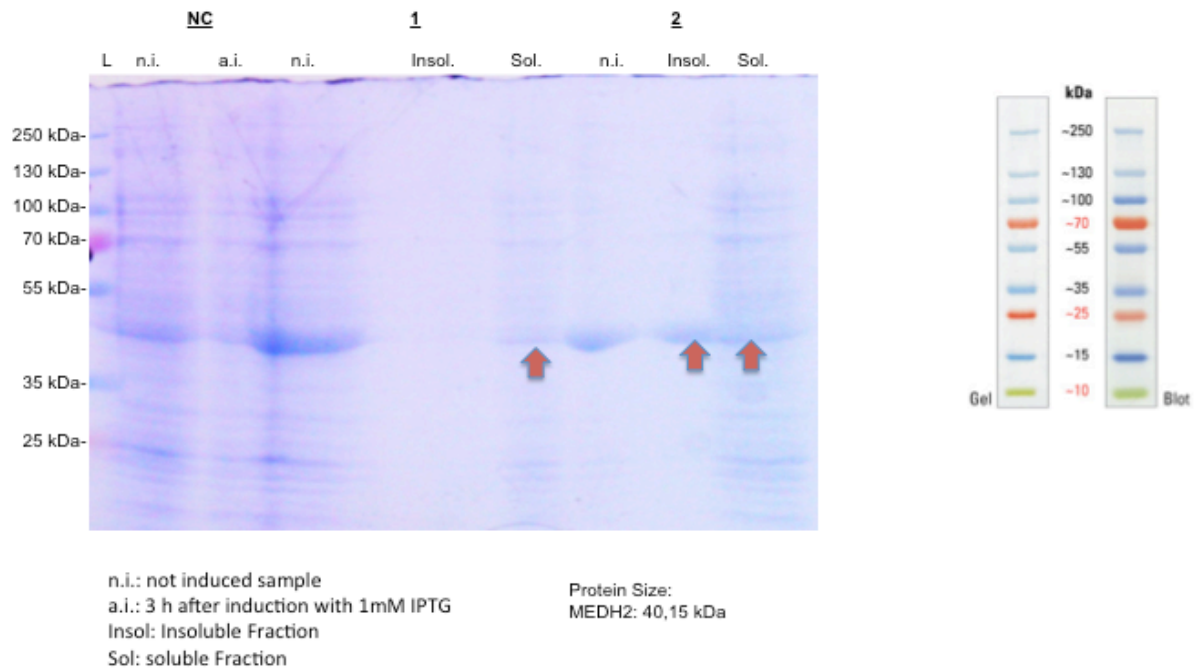 NC 1 2
L n.i. a.i. n.i. Insol. Sol. n.i. Insol. Sol.
250 kDa-
130 kDa-
100 kDa-
70 kDa-
55 kDa-
35 kDa-
25 kDa-
kDa
~250
~130
~100
~70
~55
~35
~25
~15
~10
Gel Blot
n.i.: not induced sample
a.i.: 3 h after induction with 1mM IPTG
Insol: Insoluble Fraction
Sol: soluble Fraction
Protein Size:
MEDH2: 40,15 kDa